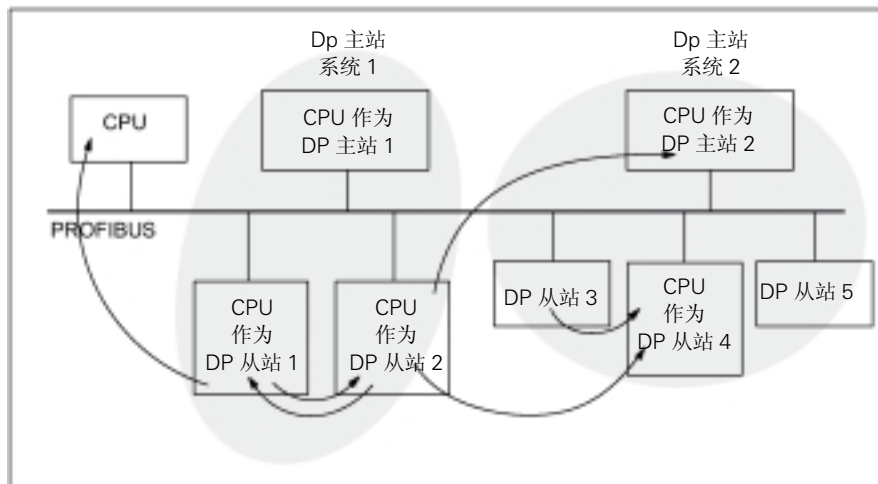 Dp 主站
系统 1
Dp 主站
系统 2
CPU
CPU 作为
DP 主站 1
CPU 作为
DP 主站 2
PROFIBUS
CPU
作为
DP 从站 1
CPU
作为
DP 从站 2
DP 从站 3
CPU
作为
DP 从站 4
DP 从站 5